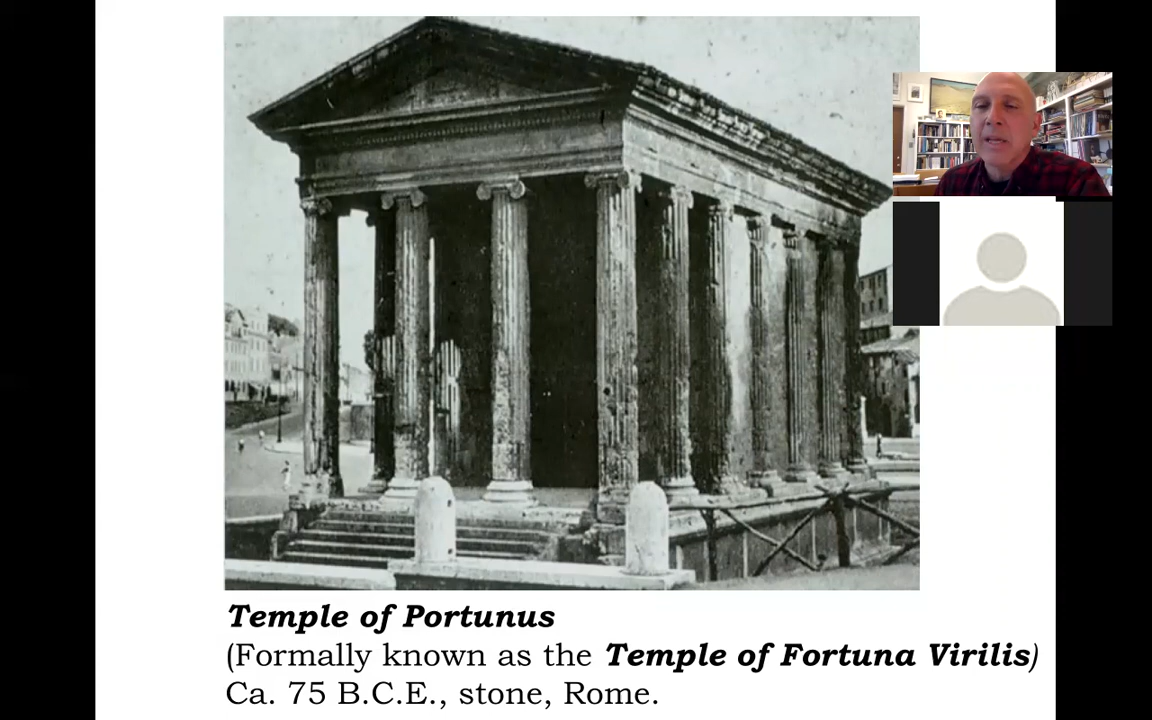 Temple of Portunus
(Formally known as the Temple of Fortuna Virilis)
Ca. 75 B.C.E., stone, Rome.